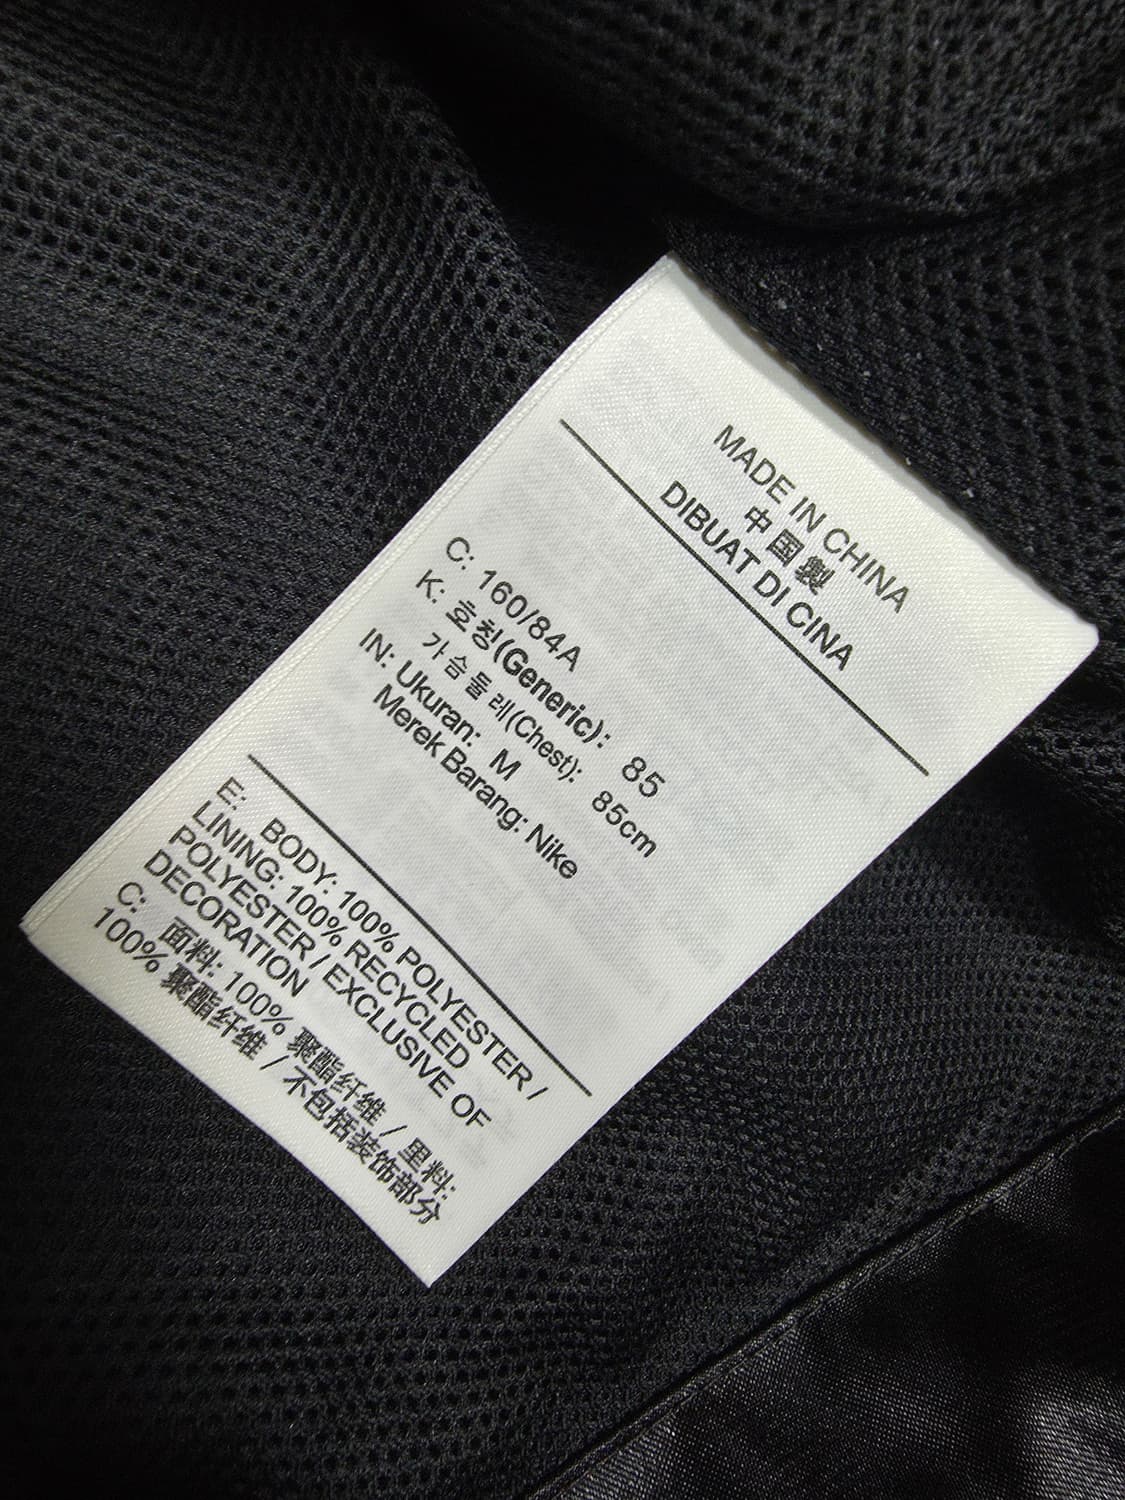 MADE IN CHINA
中国製
DIBUAT DI CINA
C: 160/84A
K: 호칭(Generic): 85
가슴둘레(Chest): 85cm
IN: Ukuran: M
Merek Barang: Nike
E: BODY: 100% POLYESTER /
LINING: 100% RECYCLED
POLYESTER / EXCLUSIVE OF
DECORATION
C: 面料: 100% 聚酯纤维 / 里料:
100% 聚酯纤维 / 不包括装饰部分